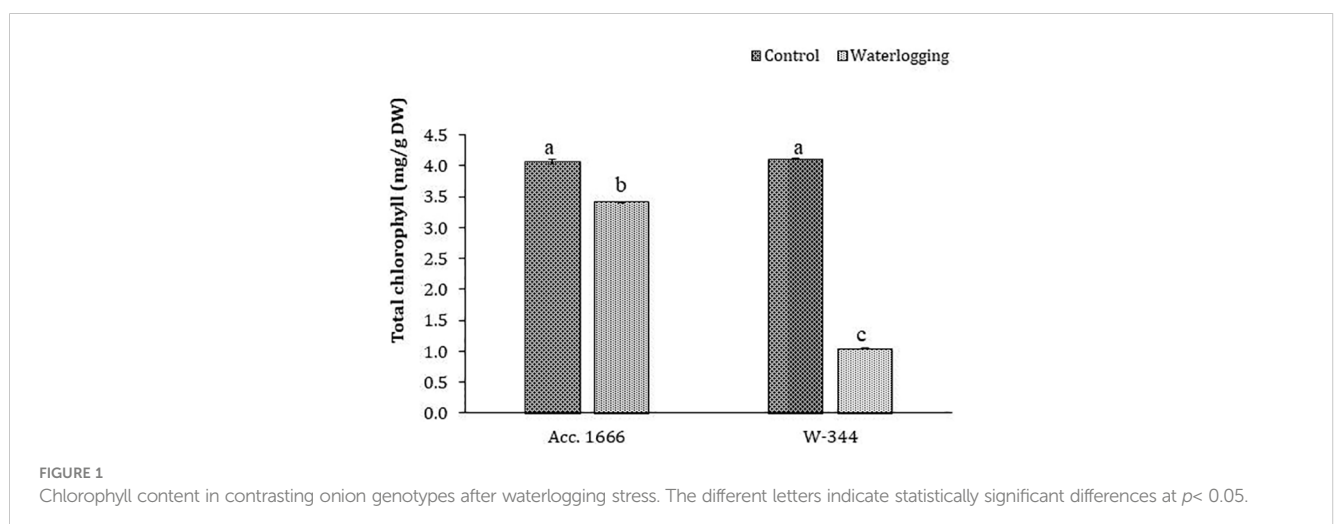 Control Waterlogging
Total chlorophyll (mg/g DW)
4.5
4.0
3.5
3.0
2.5
2.0
1.5
1.0
0.5
0.0
a
b
a
c
Acc. 1666 W-344
FIGURE 1
Chlorophyll content in contrasting onion genotypes after waterlogging stress. The different letters indicate statistically significant differences at p< 0.05.